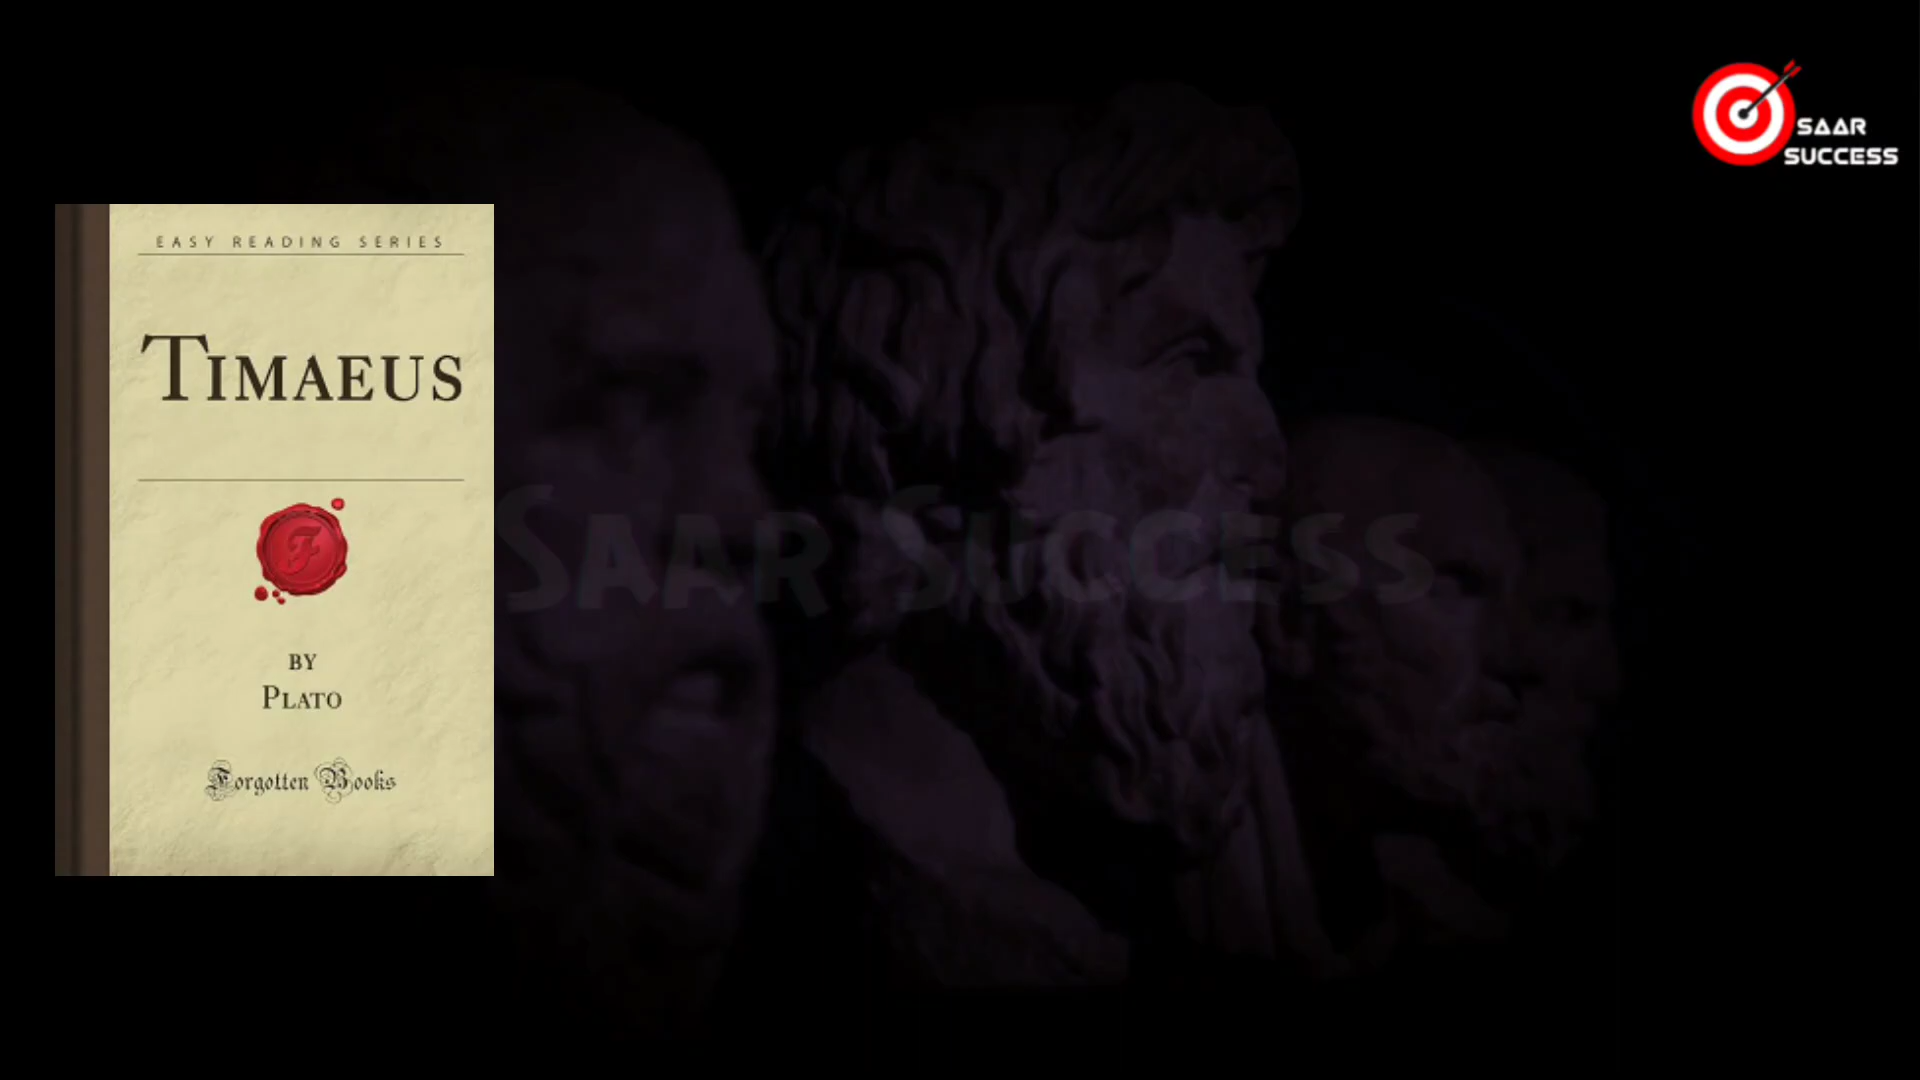 EASY READING SERIES
TIMAEUS
F
BY
PLATO
Forgotten Books
SAAR
SUCCESS
SAAR SUCCESS